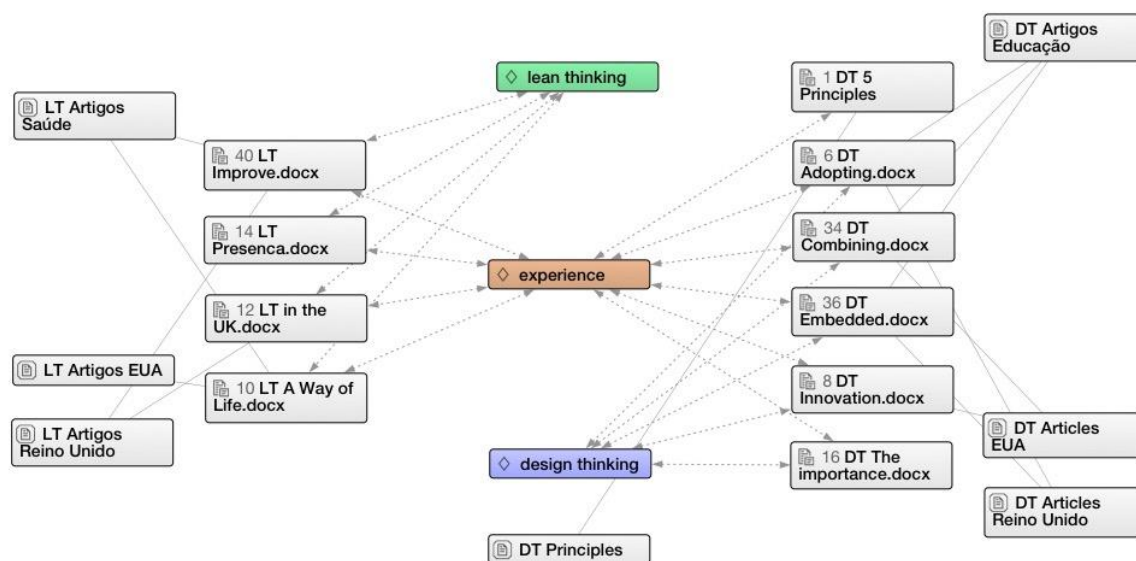 DT Artigos
Educação
lean thinking
1 DT 5
Principles
LT Artigos
Saúde
40 LT
Improve.docx
6 DT
Adopting.docx
14 LT
Presenca.docx
34 DT
Combining.docx
experience
12 LT in the
UK.docx
36 DT
Embedded.docx
LT Artigos EUA
10 LT A Way of
Life.docx
8 DT
Innovation.docx
LT Artigos
Reino Unido
DT Articles
EUA
design thinking
16 DT The
importance.docx
DT Articles
Reino Unido
DT Principles